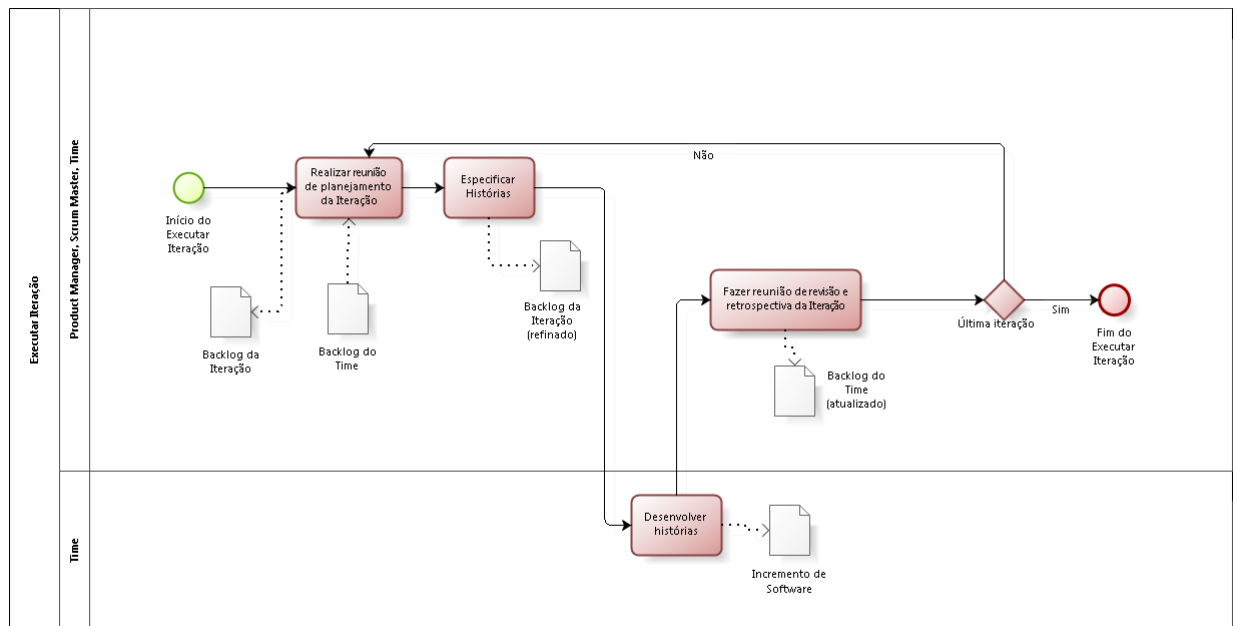 Executar Iteração
Product Manager, Scrum Master, Time
Time
Início do
Executar
Iteração
Realizar reunião
de planejamento
da Iteração
Especificar
Histórias
Não
Backlog da
Iteração
Backlog do
Time
Backlog da
Iteração
(refinado)
Fazer reunião de revisão e
retrospectiva da Iteração
Última iteração
Sim
Fim do
Executar
Iteração
Backlog do
Time
(atualizado)
Desenvolver
histórias
Incremento de
Software